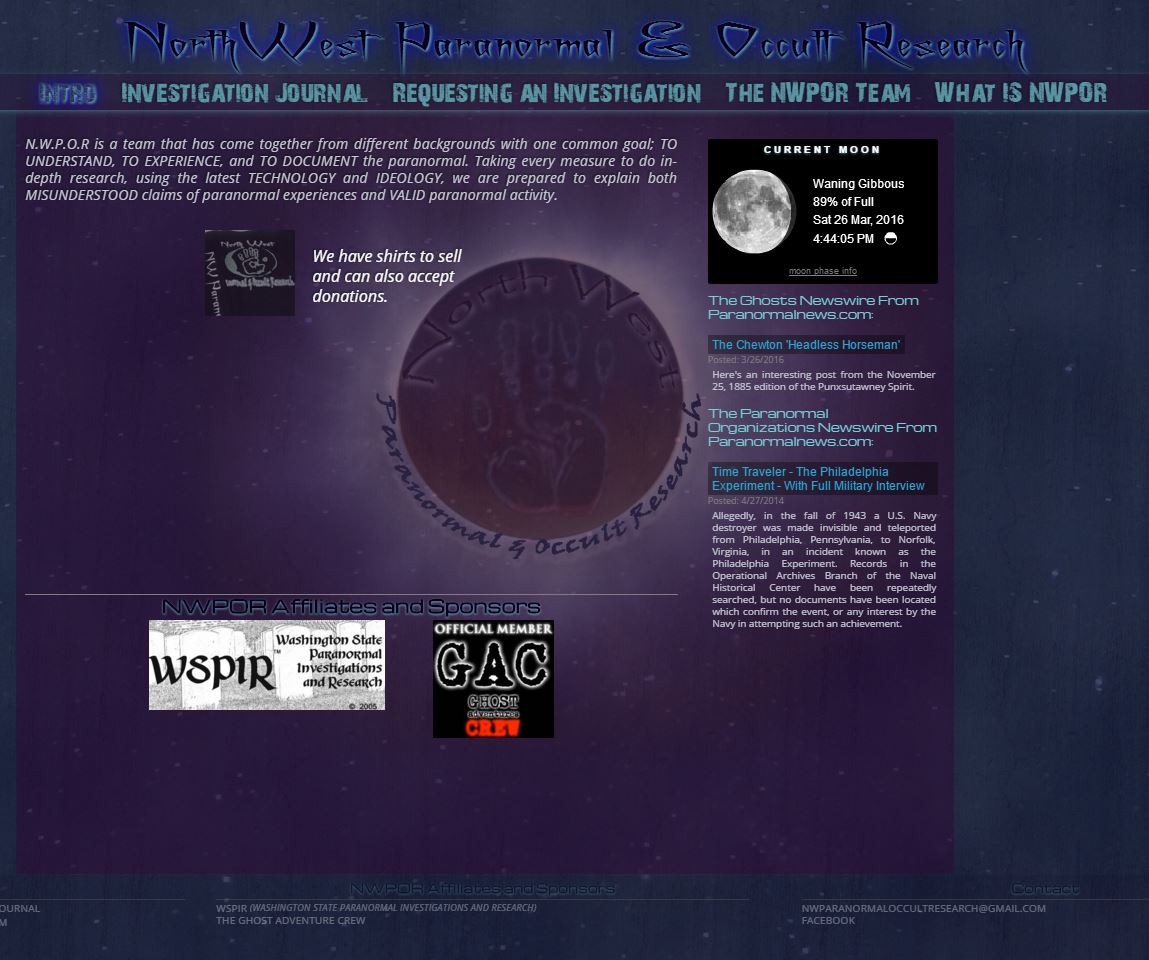 NorthWest Paranormal & Occult Research
Intro Investigation Journal Requesting an Investigation The NWPOR Team What is NWPOR
N.W.P.O.R is a team that has come together from different backgrounds with one common goal; TO
UNDERSTAND, TO EXPERIENCE, and TO DOCUMENT the paranormal. Taking every measure to do in-
depth research, using the latest TECHNOLOGY and IDEOLOGY, we are prepared to explain both
MISUNDERSTOOD claims of paranormal experiences and VALID paranormal activity.
North West
We have shirts to sell
and can also accept
donations.
North West
Paranormal & Occult Research
CURRENT MOON
Waning Gibbous
89% of Full
Sat 26 Mar, 2016
4:44:05 PM
moon phase info
The Ghosts Newswire From
Paranormalnews.com:
The Chewton 'Headless Horseman'
Posted: 3/26/2016
Here's an interesting post from the November
25, 1885 edition of the Punxsutawney Spirit.
The Paranormal
Organizations Newswire From
Paranormalnews.com:
Time Traveler - The Philadelphia
Experiment - With Full Military Interview
Posted: 4/27/2014
Allegedly, in the fall of 1943 a U.S. Navy
destroyer was made invisible and teleported
from Philadelphia, Pennsylvania, to Norfolk,
Virginia, in an incident known as the
Philadelphia Experiment. Records in the
Operational Archives Branch of the Naval
Historical Center have been repeatedly
searched, but no documents have been located
which confirm the event, or any interest by the
Navy in attempting such an achievement.
NWPOR Affiliates and Sponsors
WSPIR™
Washington State
Paranormal
Investigations
and Research
© 2005
OFFICIAL MEMBER
GAC
GHOST
adventures
CREW
NWPOR Affiliates and Sponsors
Contact
OURNAL
M
WSPIR (WASHINGTON STATE PARANORMAL INVESTIGATIONS AND RESEARCH)
THE GHOST ADVENTURE CREW
NWPARANORMALOCCULTRESEARCH@GMAIL.COM
FACEBOOK